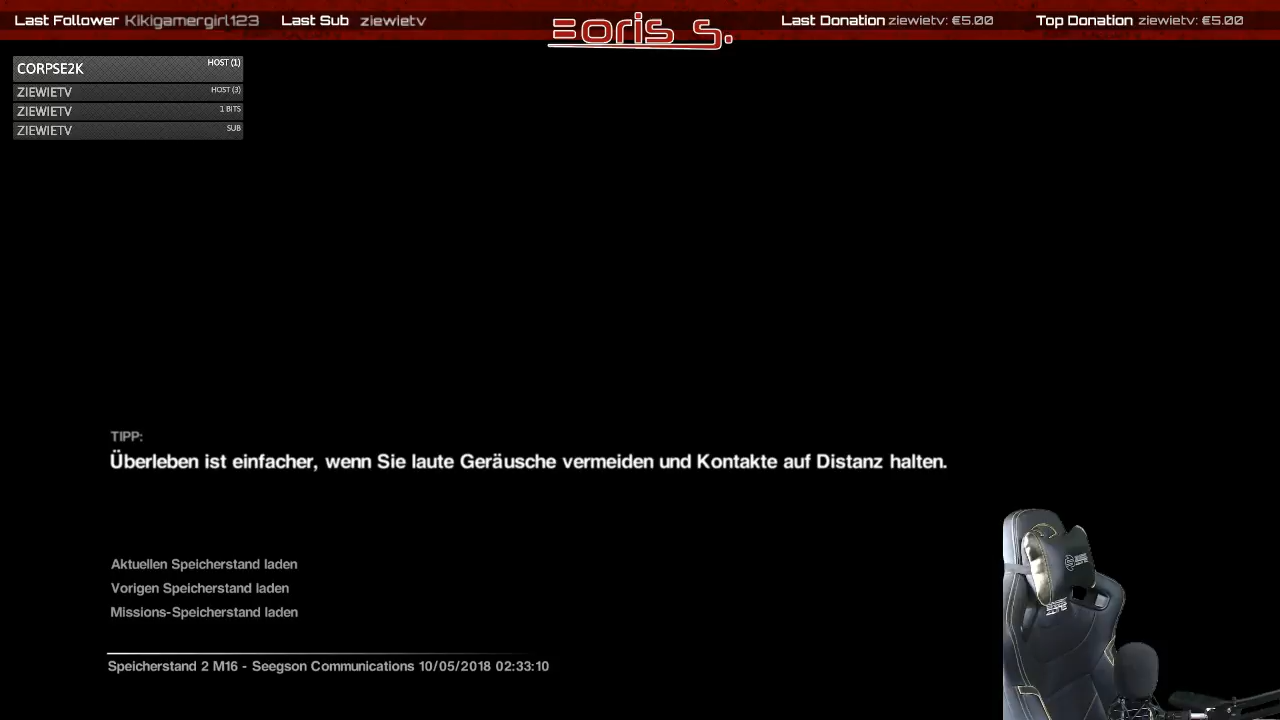 Last Follower Kikigamergirl123 Last Sub ziewietv Boris S. Last Donation ziewietv: €5.00 Top Donation ziewietv: €5.00
CORPSE2K HOST (1)
ZIEWIETV HOST (3)
ZIEWIETV 1 BITS
ZIEWIETV SUB
TIPP:
Überleben ist einfacher, wenn Sie laute Geräusche vermeiden und Kontakte auf Distanz halten.
Aktuellen Speicherstand laden
Vorigen Speicherstand laden
Missions-Speicherstand laden
Speicherstand 2 M16 - Seegson Communications 10/05/2018 02:33:10